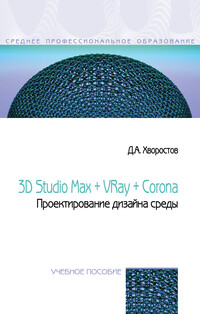 СРЕДНЕЕ ПРОФЕССИОНАЛЬНОЕ ОБРАЗОВАНИЕ
Д.А. Хворостов
3D Studio Max + VRay + Corona
Проектирование дизайна среды
УЧЕБНОЕ ПОСОБИЕ